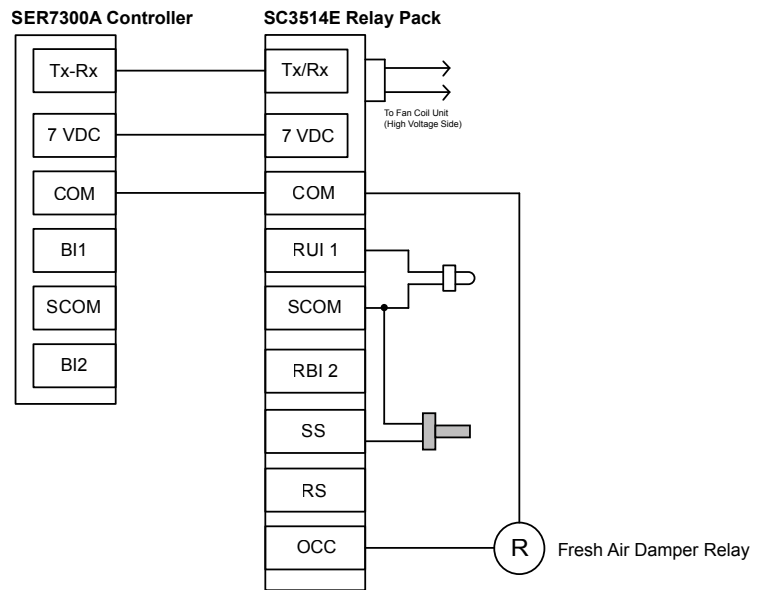 SER7300A Controller
SC3514E Relay Pack
Tx-Rx
Tx/Rx
To Fan Coil Unit
(High Voltage Side)
7 VDC
7 VDC
COM
COM
BI1
RUI 1
SCOM
SCOM
BI2
RBI 2
SS
RS
OCC
R
Fresh Air Damper Relay